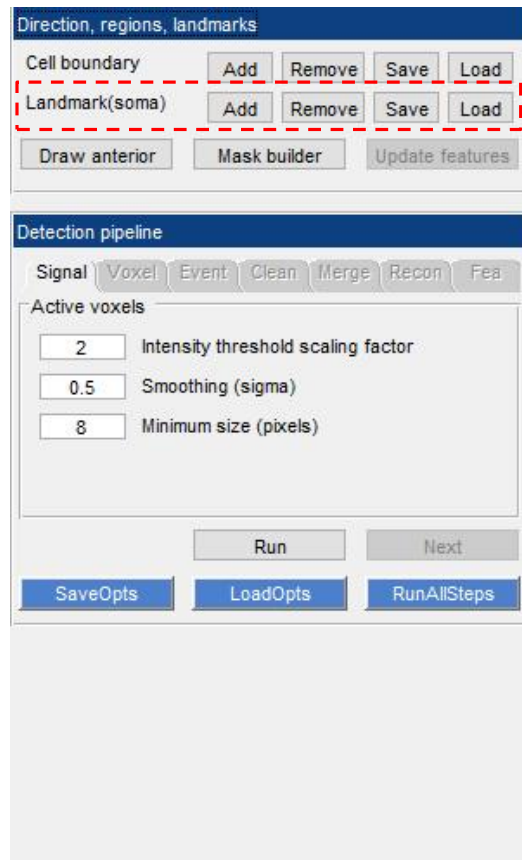 Direction, regions, landmarks
Cell boundary Add Remove Save Load
Landmark(soma) Add Remove Save Load
Draw anterior Mask builder Update features
Detection pipeline
Signal Voxel Event Clean Merge Recon Fea
Active voxels
2 Intensity threshold scaling factor
0.5 Smoothing (sigma)
8 Minimum size (pixels)
Run Next
SaveOpts LoadOpts RunAllSteps